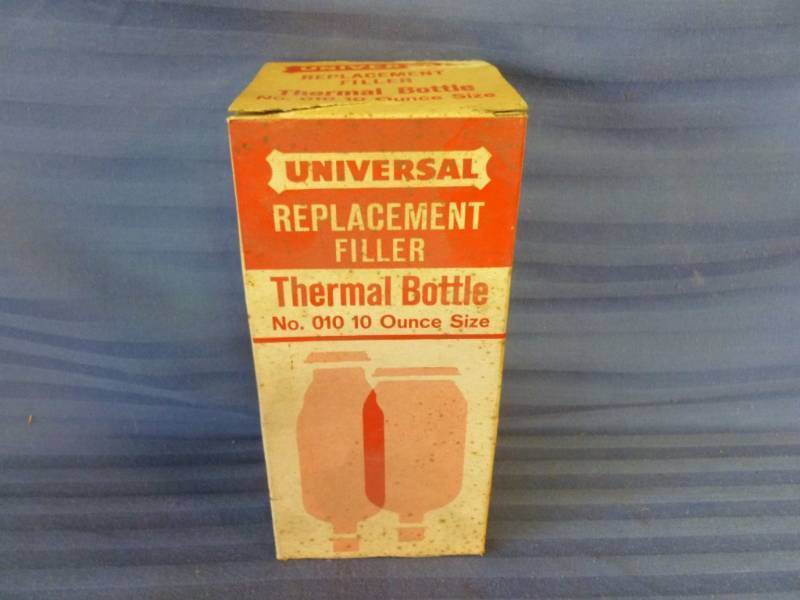 UNIVERSAL
REPLACEMENT
FILLER
Thermal Bottle
No. 010 10 Ounce Size
UNIVERSAL
REPLACEMENT
FILLER
Thermal Bottle
No. 010 10 Ounce Size